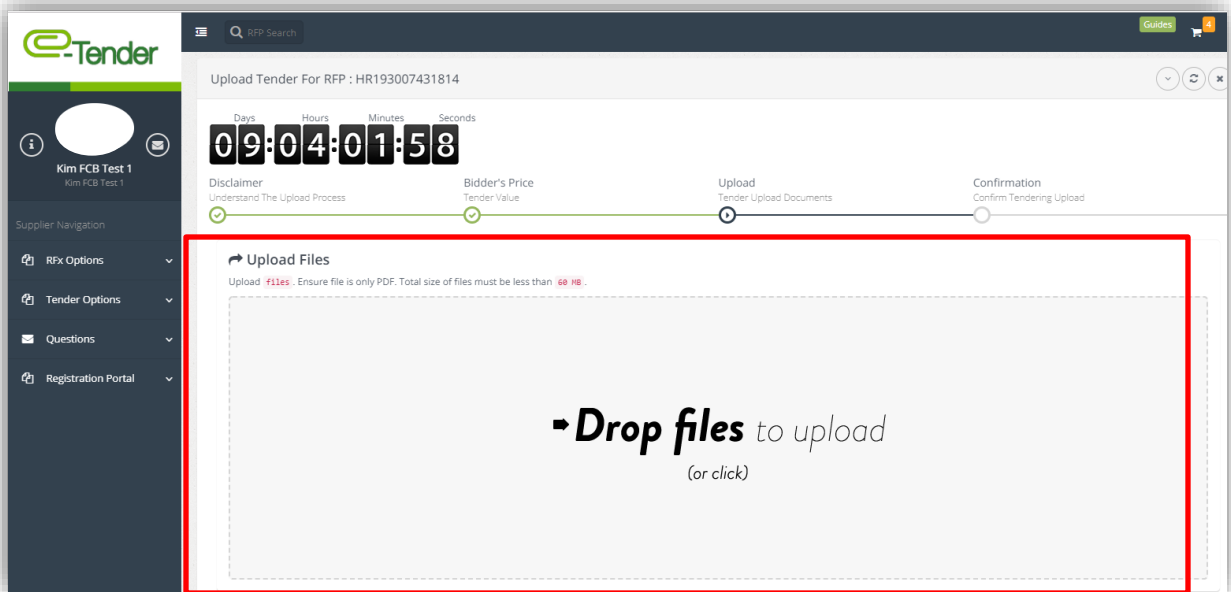 e-Tender
RFP Search
Guides
4
Upload Tender For RFP : HR193007431814
Days Hours Minutes Seconds
09:04:01:58
Kim FCB Test 1
Kim FCB Test 1
Disclaimer
Understand The Upload Process
Bidder's Price
Tender Value
Upload
Tender Upload Documents
Confirmation
Confirm Tendering Upload
Supplier Navigation
RFx Options
Tender Options
Questions
Registration Portal
Upload Files
Upload files . Ensure file is only PDF. Total size of files must be less than 60 MB .
Drop files to upload
(or click)